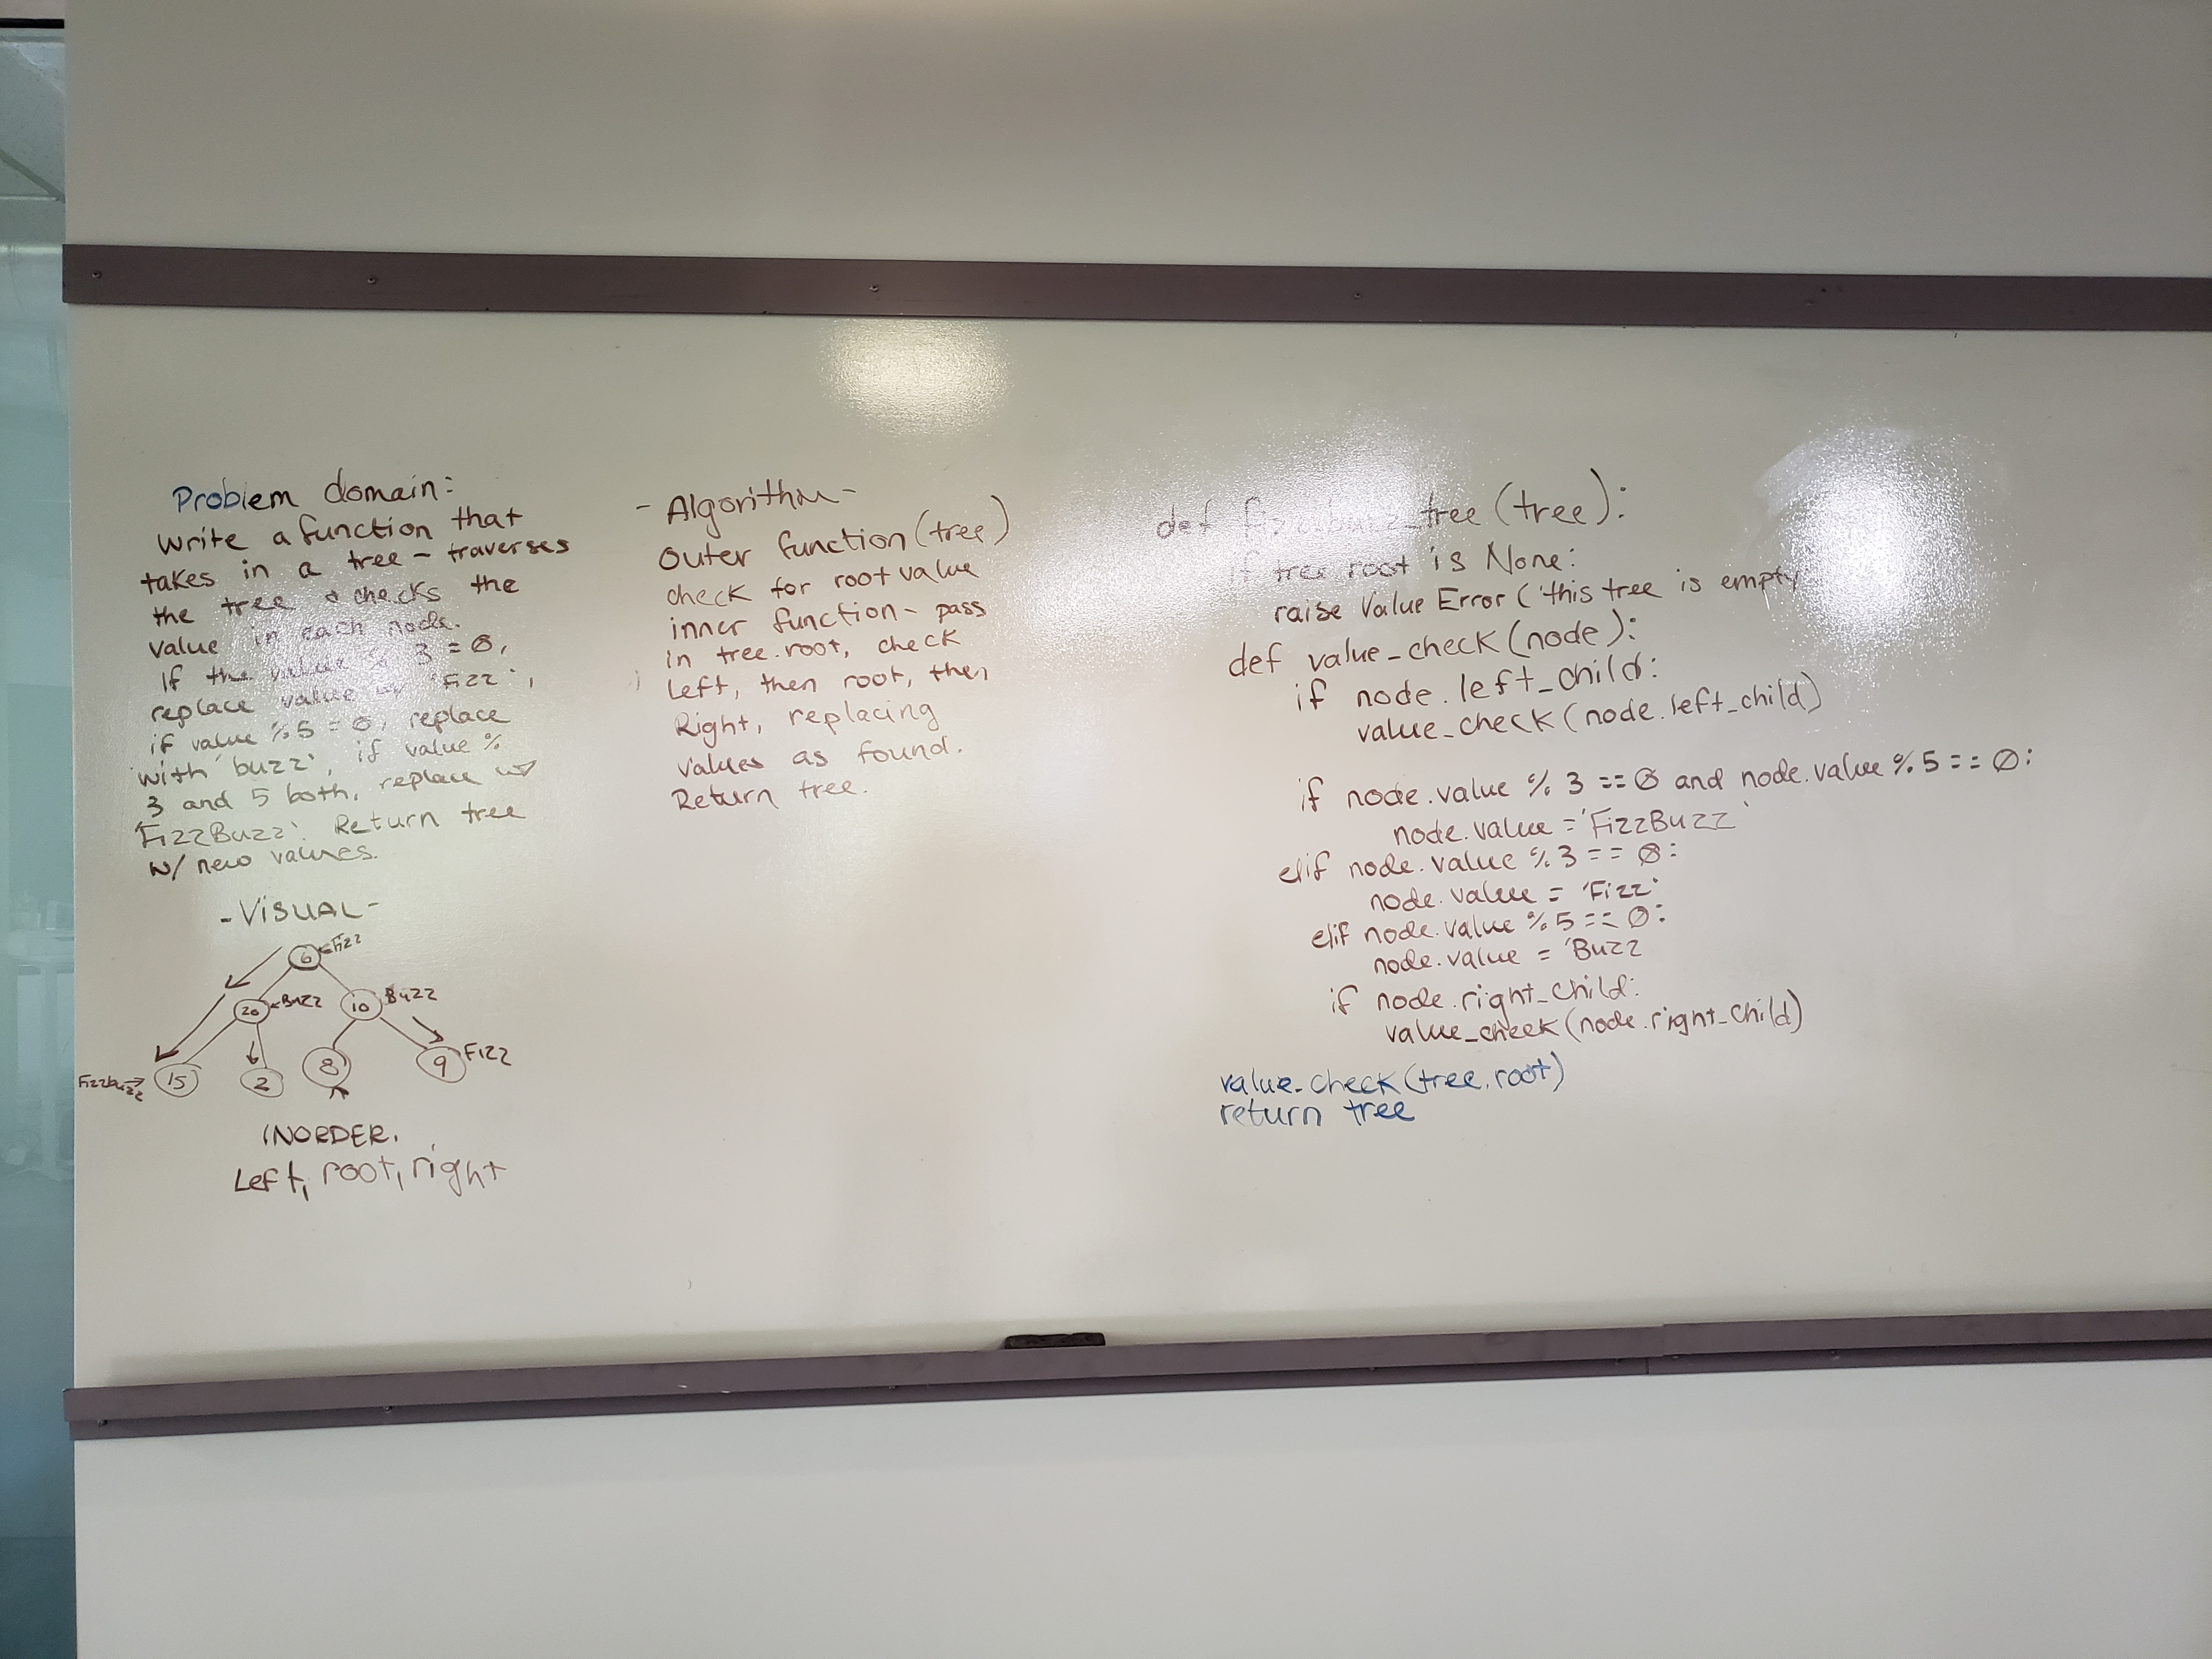 Problem domain:
write a function that
takes in a tree - traverses
the tree & checks the
value in each node.
If the value % 3 = 0,
replace value w/ 'Fizz',
if value % 5 = 0, replace
with 'buzz', if value %
3 and 5 both, replace w/
'FizzBuzz'. Return tree
w/ new values.
- VISUAL -
6 Fizz
20 Buzz 10 Buzz
Fizzbuzz 15 2 8 9 Fizz
INORDER.
Left, root, right
- Algorithm -
Outer function (tree)
check for root value
inner function - pass
in tree.root, check
Left, then root, then
Right, replacing
values as found.
Return tree.
def fizzbuzz_tree (tree):
if tree.root is None:
raise Value Error ('this tree is empty
def value_check (node):
if node.left_child:
value_check (node.left_child)
if node.value % 3 == 0 and node.value % 5 == 0:
node.value = 'FizzBuzz'
elif node.value % 3 == 0:
node.value = 'Fizz'
elif node.value % 5 == 0:
node.value = 'Buzz
if node.right_child:
value_check (node.right_child)
value_check (tree.root)
return tree